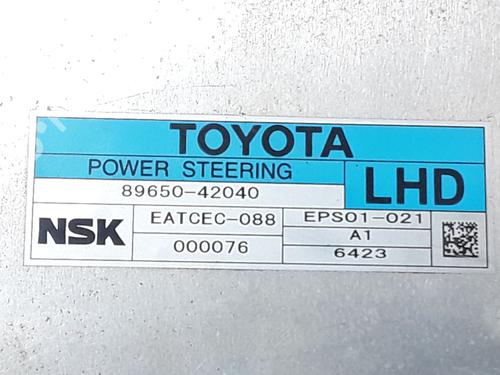 TOYOTA
POWER STEERING
89650-42040
LHD
NSK
EATCEC-088
EPS01-021
000076
A1
6423